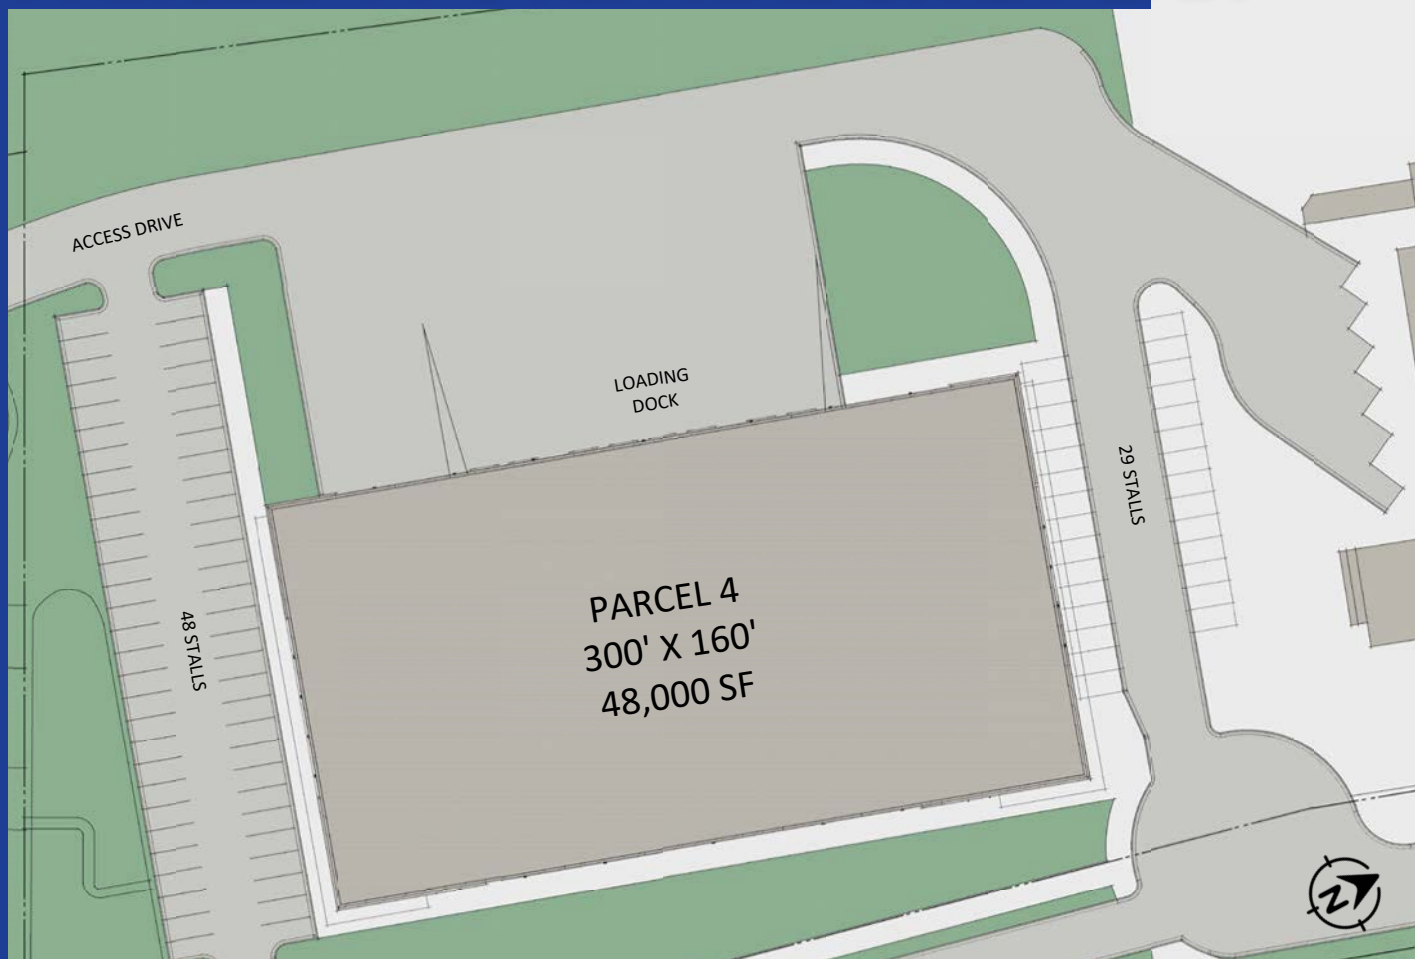 ACCESS DRIVE
LOADING
DOCK
29 STALLS
48 STALLS
PARCEL 4
300' X 160'
48,000 SF
N